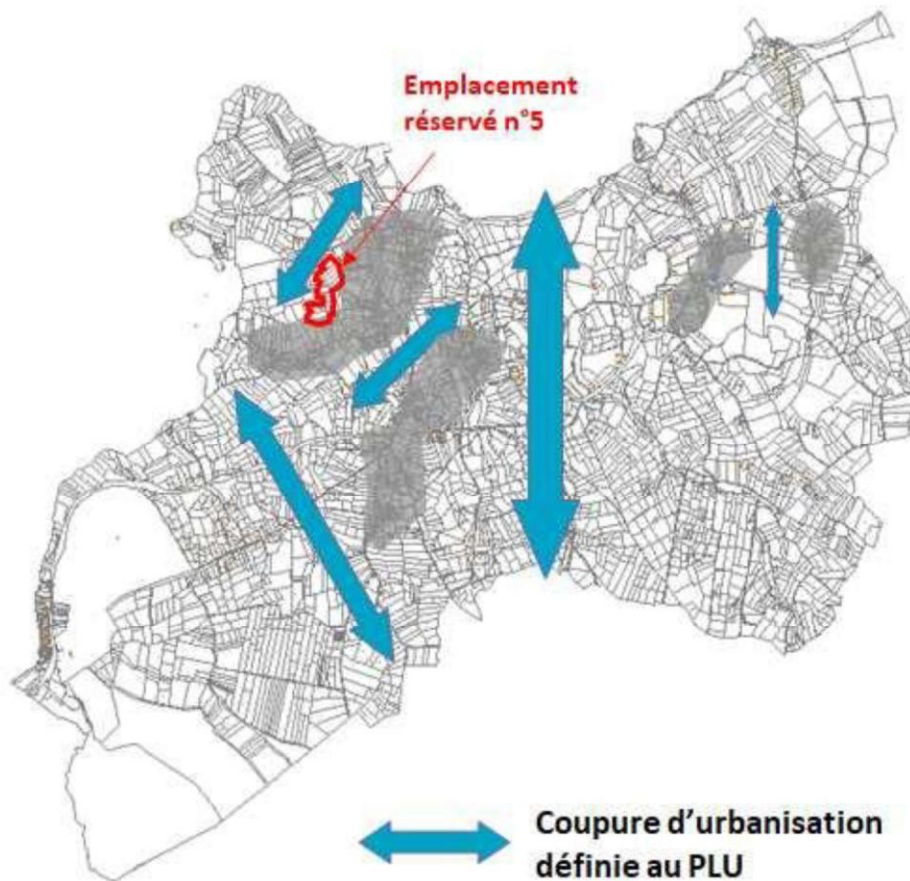 Emplacement
réservé n°5
Coupure d’urbanisation
définie au PLU